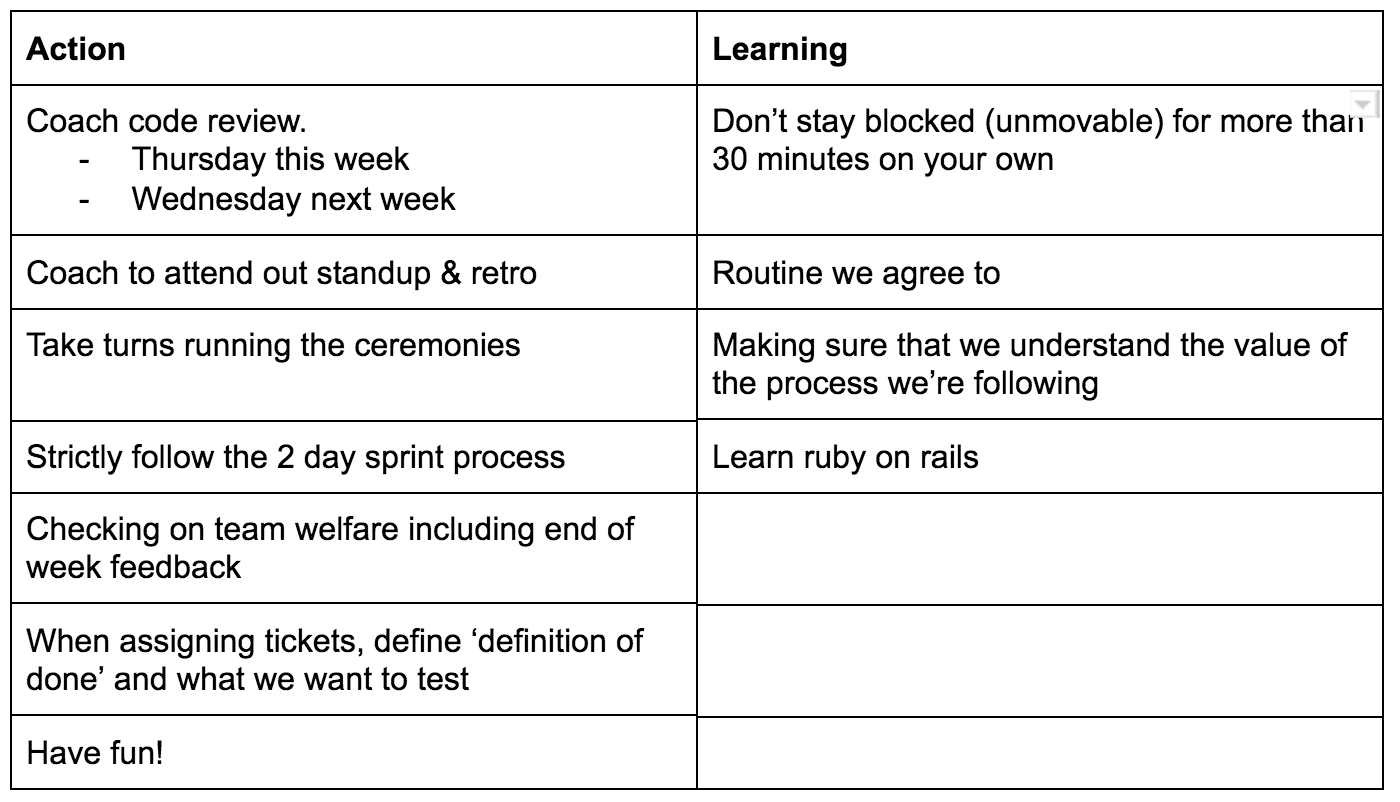 Action
Learning
Coach code review.
- Thursday this week
- Wednesday next week
Don’t stay blocked (unmovable) for more than
30 minutes on your own
Coach to attend out standup & retro
Routine we agree to
Take turns running the ceremonies
Making sure that we understand the value of
the process we’re following
Strictly follow the 2 day sprint process
Learn ruby on rails
Checking on team welfare including end of
week feedback
When assigning tickets, define ‘definition of
done’ and what we want to test
Have fun!